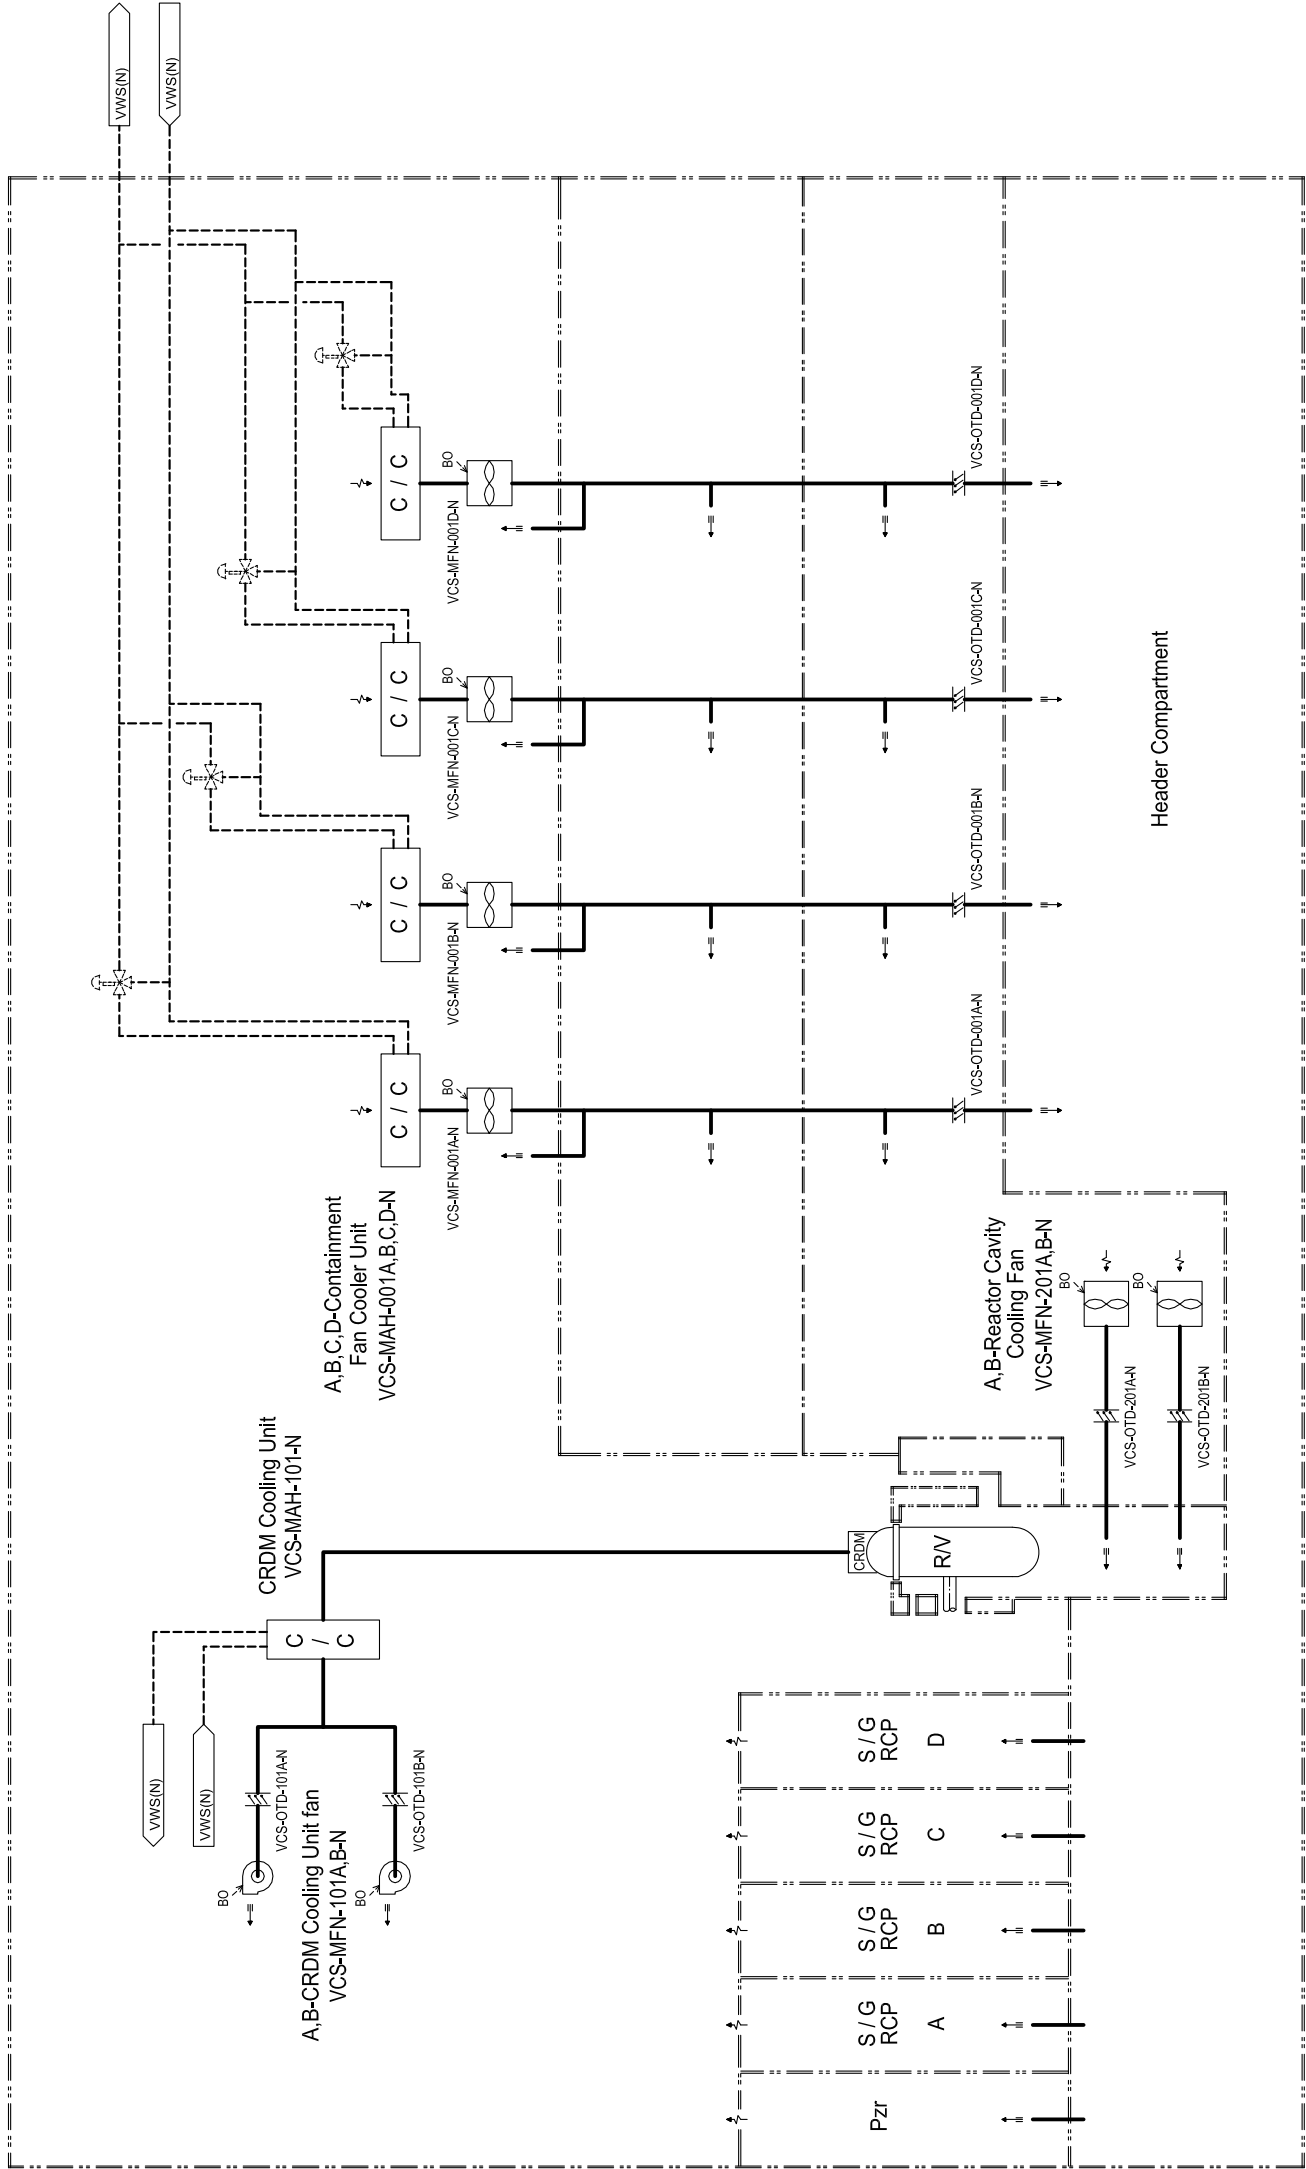 VWS(N)
VWS(N)
CRDM Cooling Unit
VCS-MAH-101-N
C / C
VCS-OTD-101A-N
VCS-OTD-101B-N
BO
BO
A,B-CRDM Cooling Unit fan
VCS-MFN-101A,B-N
VWS(N)
VWS(N)
A,B,C,D-Containment
Fan Cooler Unit
VCS-MAH-001A,B,C,D-N
C / C
C / C
C / C
C / C
BO
BO
BO
BO
VCS-MFN-001A-N
VCS-MFN-001B-N
VCS-MFN-001C-N
VCS-MFN-001D-N
VCS-OTD-001A-N
VCS-OTD-001B-N
VCS-OTD-001C-N
VCS-OTD-001D-N
CRDM
R/V
Pzr
S / G
RCP
A
S / G
RCP
B
S / G
RCP
C
S / G
RCP
D
A,B-Reactor Cavity
Cooling Fan
VCS-MFN-201A,B-N
BO
BO
VCS-OTD-201A-N
VCS-OTD-201B-N
Header Compartment